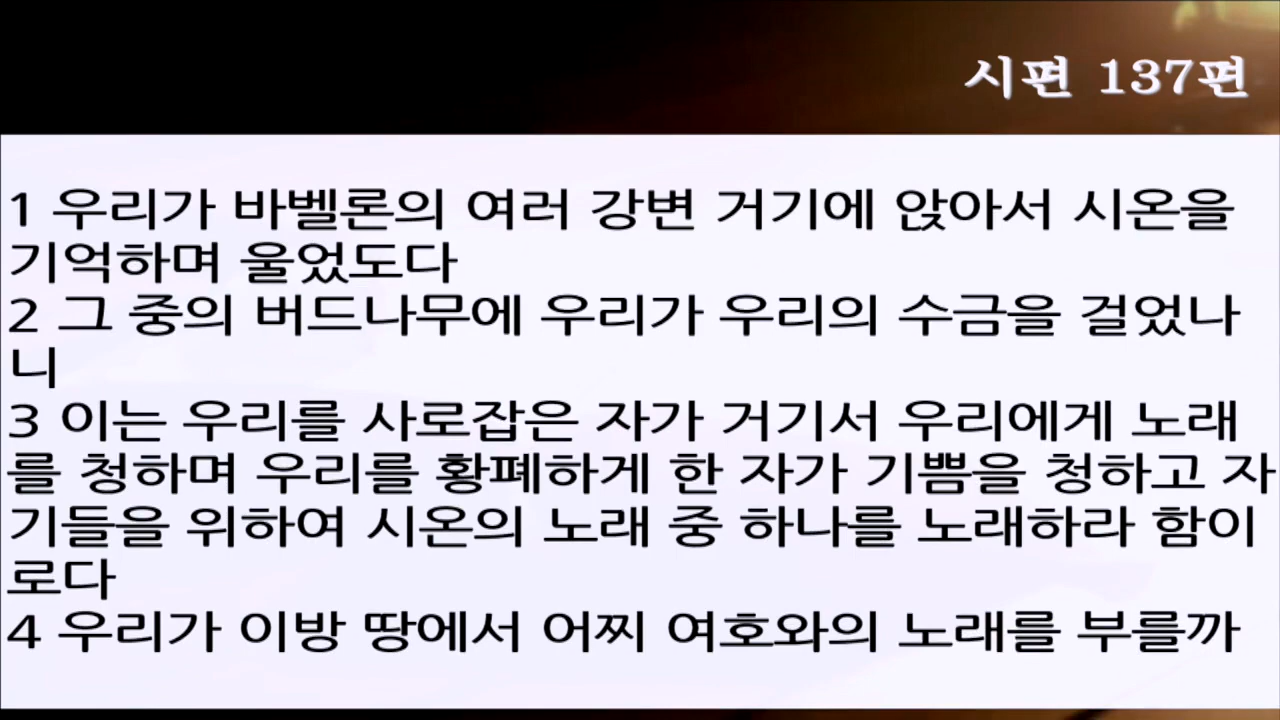 시편 137편
1 우리가 바벨론의 여러 강변 거기에 앉아서 시온을
기억하며 울었도다
2 그 중의 버드나무에 우리가 우리의 수금을 걸었나
니
3 이는 우리를 사로잡은 자가 거기서 우리에게 노래
를 청하며 우리를 황폐하게 한 자가 기쁨을 청하고 자
기들을 위하여 시온의 노래 중 하나를 노래하라 함이
로다
4 우리가 이방 땅에서 어찌 여호와의 노래를 부를까